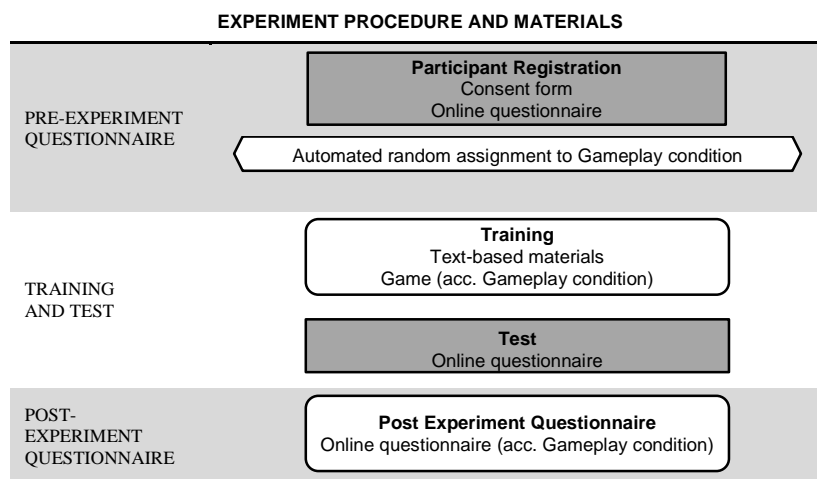 EXPERIMENT PROCEDURE AND MATERIALS
PRE-EXPERIMENT
QUESTIONNAIRE
Participant Registration
Consent form
Online questionnaire
Automated random assignment to Gameplay condition
TRAINING
AND TEST
Training
Text-based materials
Game (acc. Gameplay condition)
Test
Online questionnaire
POST-
EXPERIMENT
QUESTIONNAIRE
Post Experiment Questionnaire
Online questionnaire (acc. Gameplay condition)